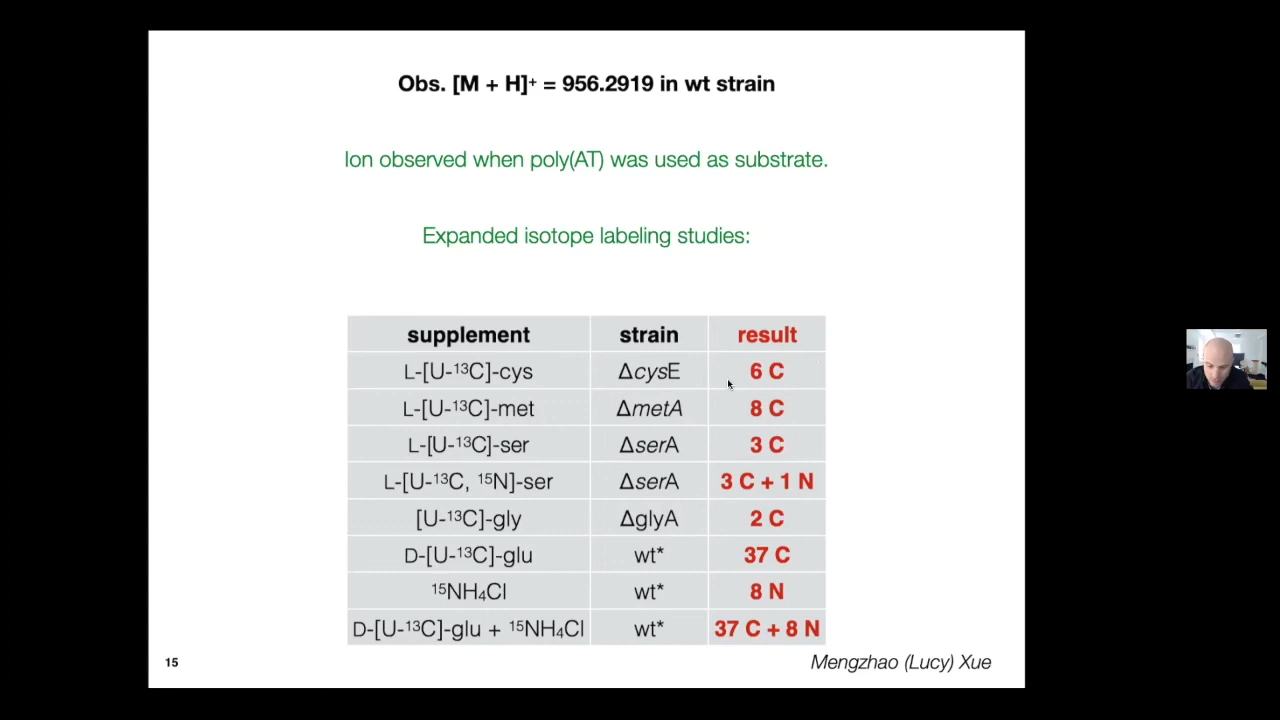 Obs. [M + H]⁺ = 956.2919 in wt strain
Ion observed when poly(AT) was used as substrate.
Expanded isotope labeling studies:
supplement strain result
L-[U-¹³C]-cys ΔcysE 6 C
L-[U-¹³C]-met ΔmetA 8 C
L-[U-¹³C]-ser ΔserA 3 C
L-[U-¹³C, ¹⁵N]-ser ΔserA 3 C + 1 N
[U-¹³C]-gly ΔglyA 2 C
D-[U-¹³C]-glu wt* 37 C
¹⁵NH₄Cl wt* 8 N
D-[U-¹³C]-glu + ¹⁵NH₄Cl wt* 37 C + 8 N
15 Mengzhao (Lucy) Xue